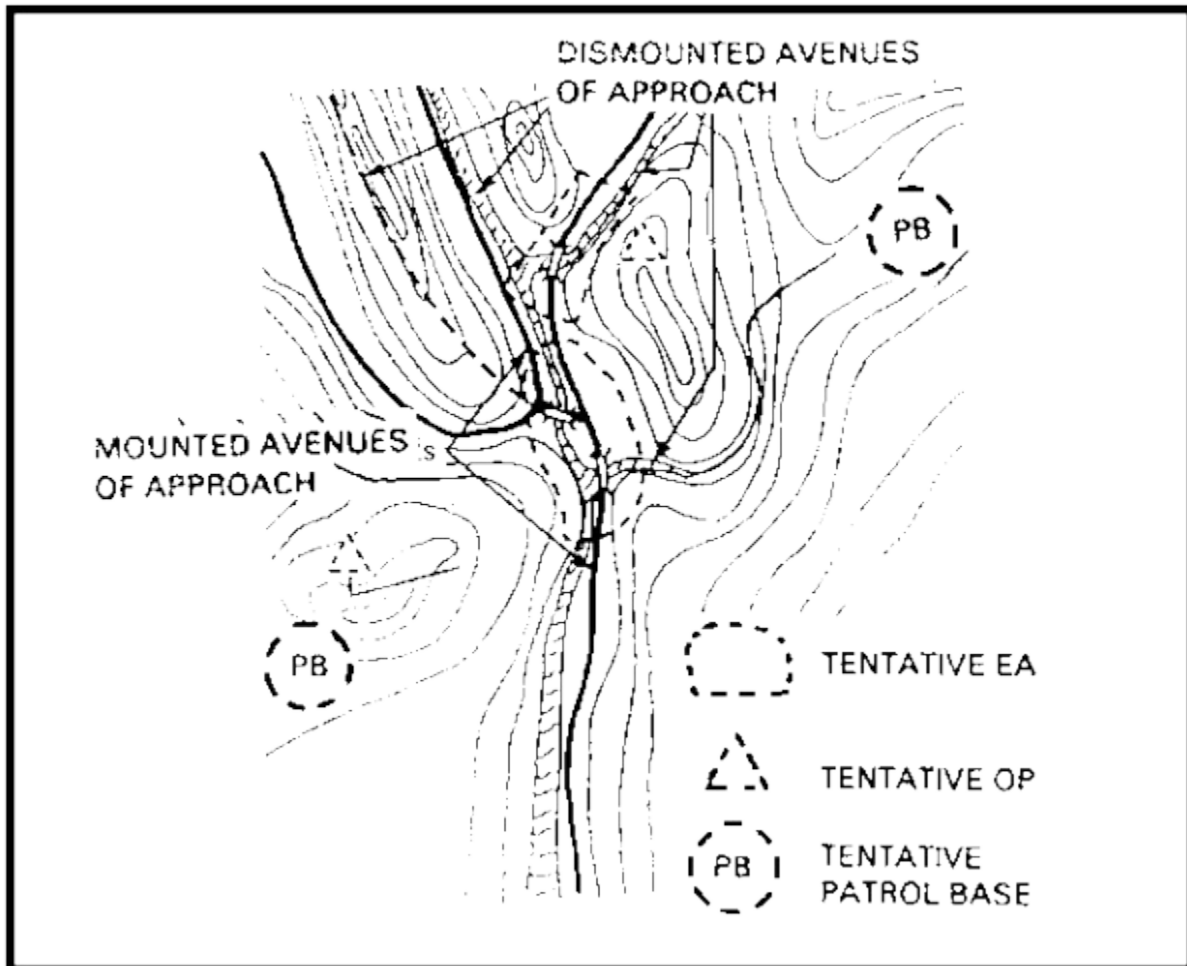 DISMOUNTED AVENUES
OF APPROACH
PB
MOUNTED AVENUES
OF APPROACH
S
PB
TENTATIVE EA
TENTATIVE OP
PB
TENTATIVE
PATROL BASE